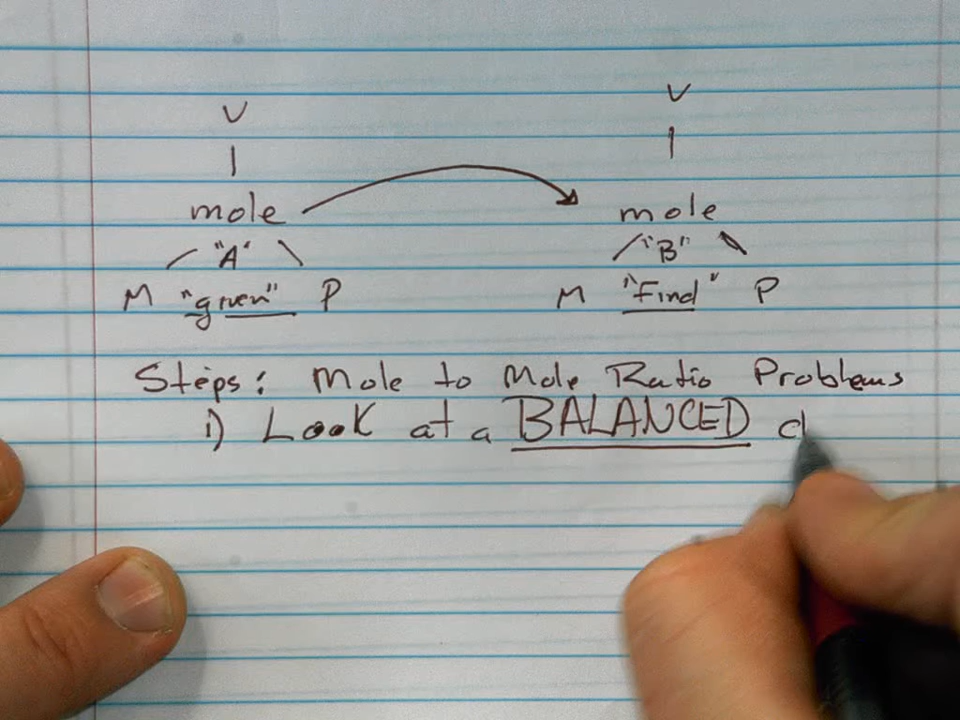 V V
mole mole
"A" "B"
M "given" P M "Find" P
Steps: Mole to Mole Ratio Problems
1) Look at a BALANCED c